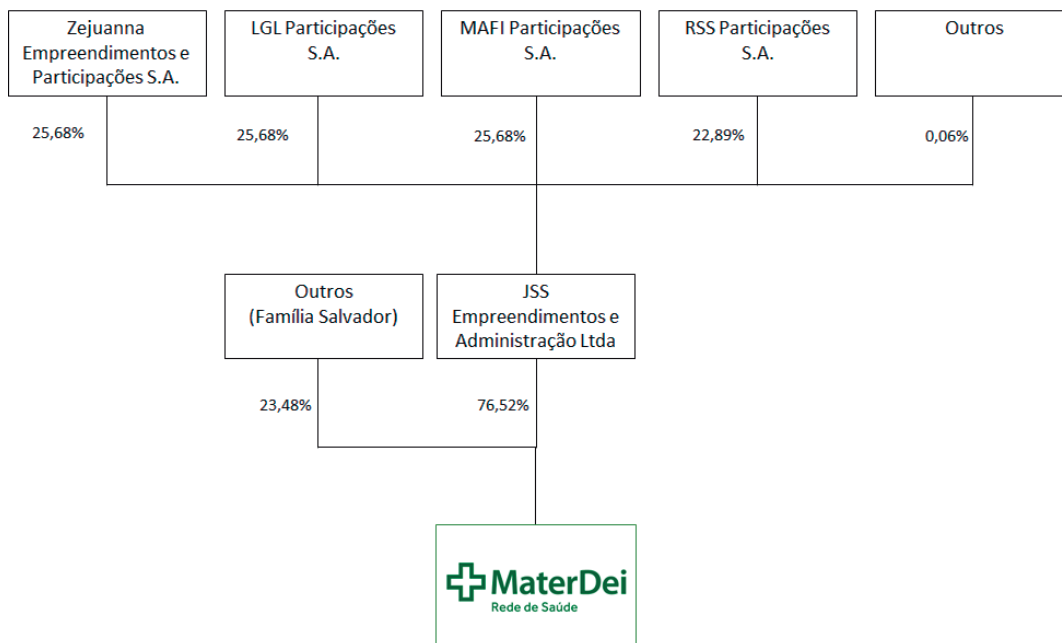 Zejuanna
Empreendimentos e
Participações S.A.
LGL Participações
S.A.
MAFI Participações
S.A.
RSS Participações
S.A.
Outros
25,68%
25,68%
25,68%
22,89%
0,06%
Outros
(Família Salvador)
JSS
Empreendimentos e
Administração Ltda
23,48%
76,52%
MaterDei
Rede de Saúde